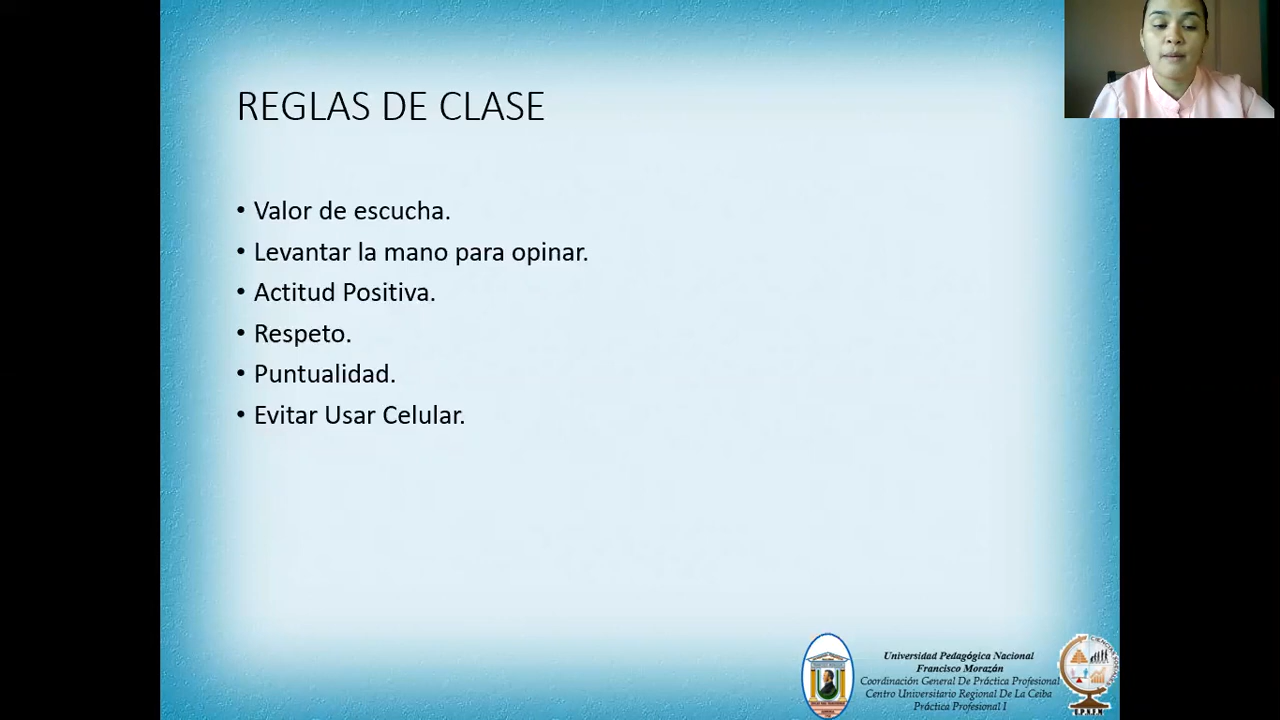 REGLAS DE CLASE
• Valor de escucha.
• Levantar la mano para opinar.
• Actitud Positiva.
• Respeto.
• Puntualidad.
• Evitar Usar Celular.
Universidad Pedagógica Nacional
Francisco Morazán
Coordinación General De Práctica Profesional
Centro Universitario Regional De La Ceiba
Práctica Profesional I
U.P.N.F.M